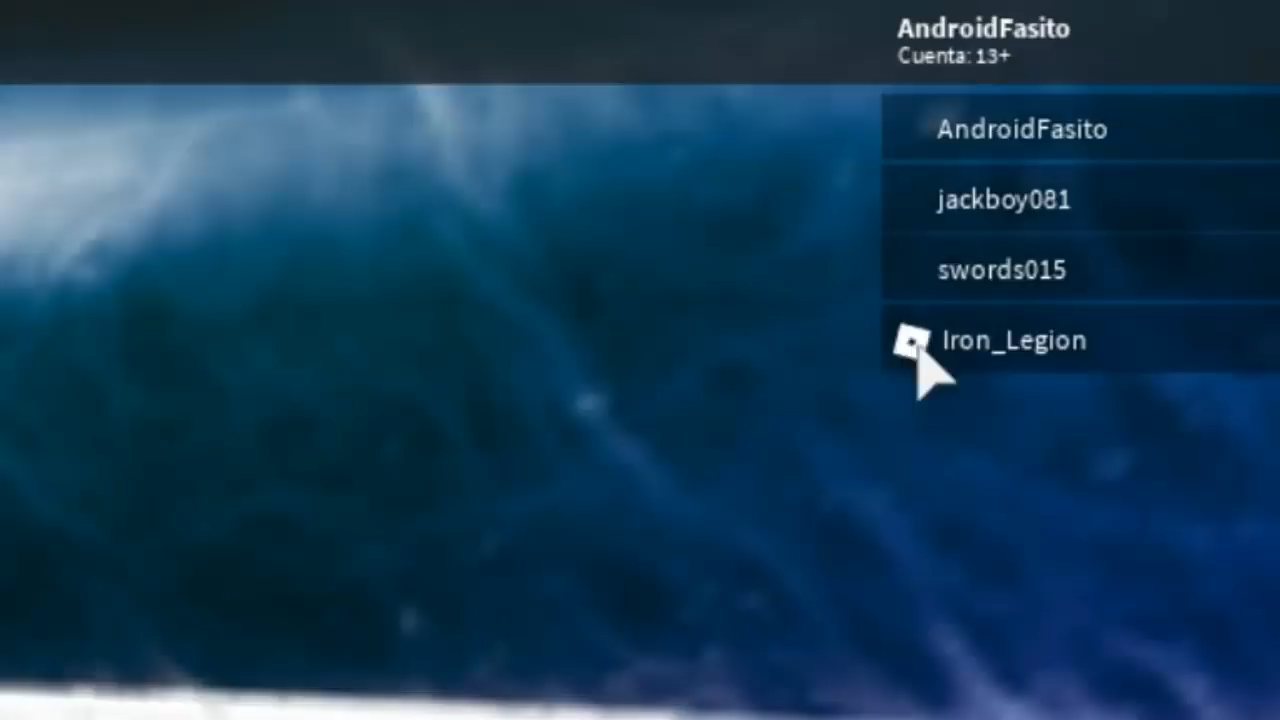 AndroidFasito
Cuenta: 13+
AndroidFasito
jackboy081
swords015
Iron_Legion